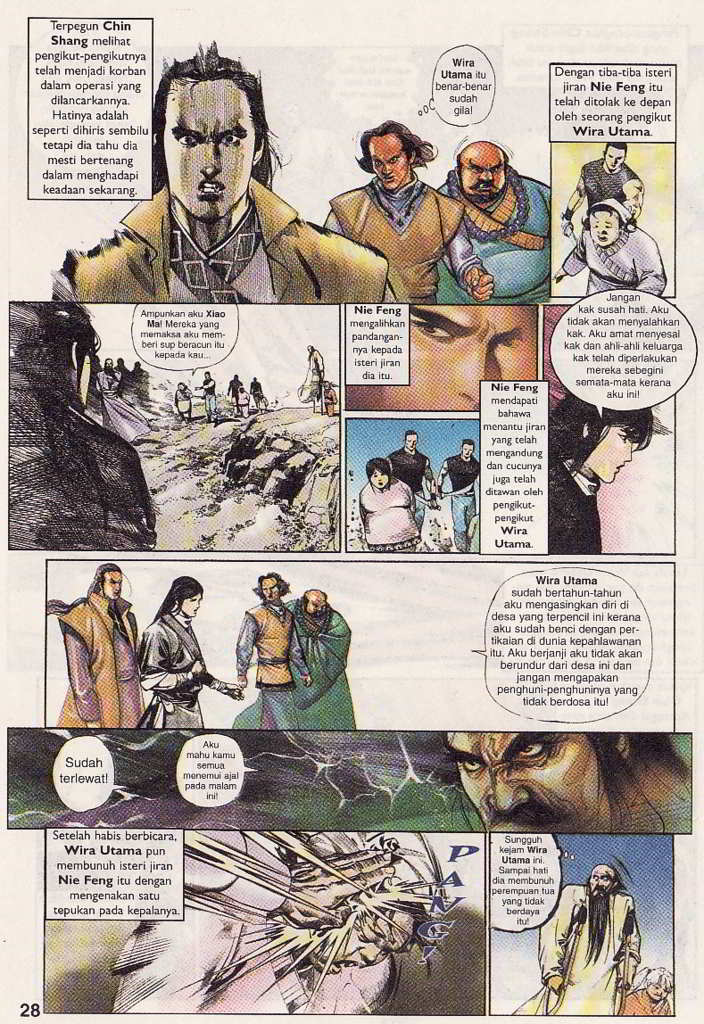 Terpegun Chin
Shang melihat
pengikut-pengikutnya
telah menjadi korban
dalam operasi yang
dilancarkannya.
Hatinya adalah
seperti dihiris sembilu
tetapi dia tahu dia
mesti bertenang
dalam menghadapi
keadaan sekarang.
Wira
Utama itu
benar-benar
sudah
gila!
Dengan tiba-tiba isteri
jiran Nie Feng itu
telah ditolak ke depan
oleh seorang pengikut
Wira Utama.
Ampunkan aku Xiao
Ma! Mereka yang
memaksa aku mem-
beri sup beracun itu
kepada kau...
Nie Feng
mengalihkan
pandangan-
nya kepada
isteri jiran
dia itu.
Nie Feng
mendapati
bahawa
menantu jiran
yang telah
mengandung
dan cucunya
juga telah
ditawan oleh
pengikut-
pengikut
Wira
Utama.
Jangan
kak susah hati. Aku
tidak akan menyalahkan
kak. Aku amat menyesal
kak dan ahli-ahli keluarga
kak telah diperlakukan
mereka sebegini
semata-mata kerana
aku ini!
Wira Utama
sudah bertahun-tahun
aku mengasingkan diri di
desa yang terpencil ini kerana
aku sudah benci dengan per-
tikaian di dunia kepahlawanan
itu. Aku berjanji aku tidak akan
berundur dari desa ini dan
jangan mengapakan
penghuni-penghuninya yang
tidak berdosa itu!
Sudah
terlewat!
Aku
mahu kamu
semua
menemui ajal
pada malam
ini!
Setelah habis berbicara,
Wira Utama pun
membunuh isteri jiran
Nie Feng itu dengan
mengenakan satu
tepukan pada kepalanya.
PANG!
Sungguh
kejam Wira
Utama ini.
Sampai hati
dia membunuh
perempuan tua
yang tidak
berdaya
itu!
28